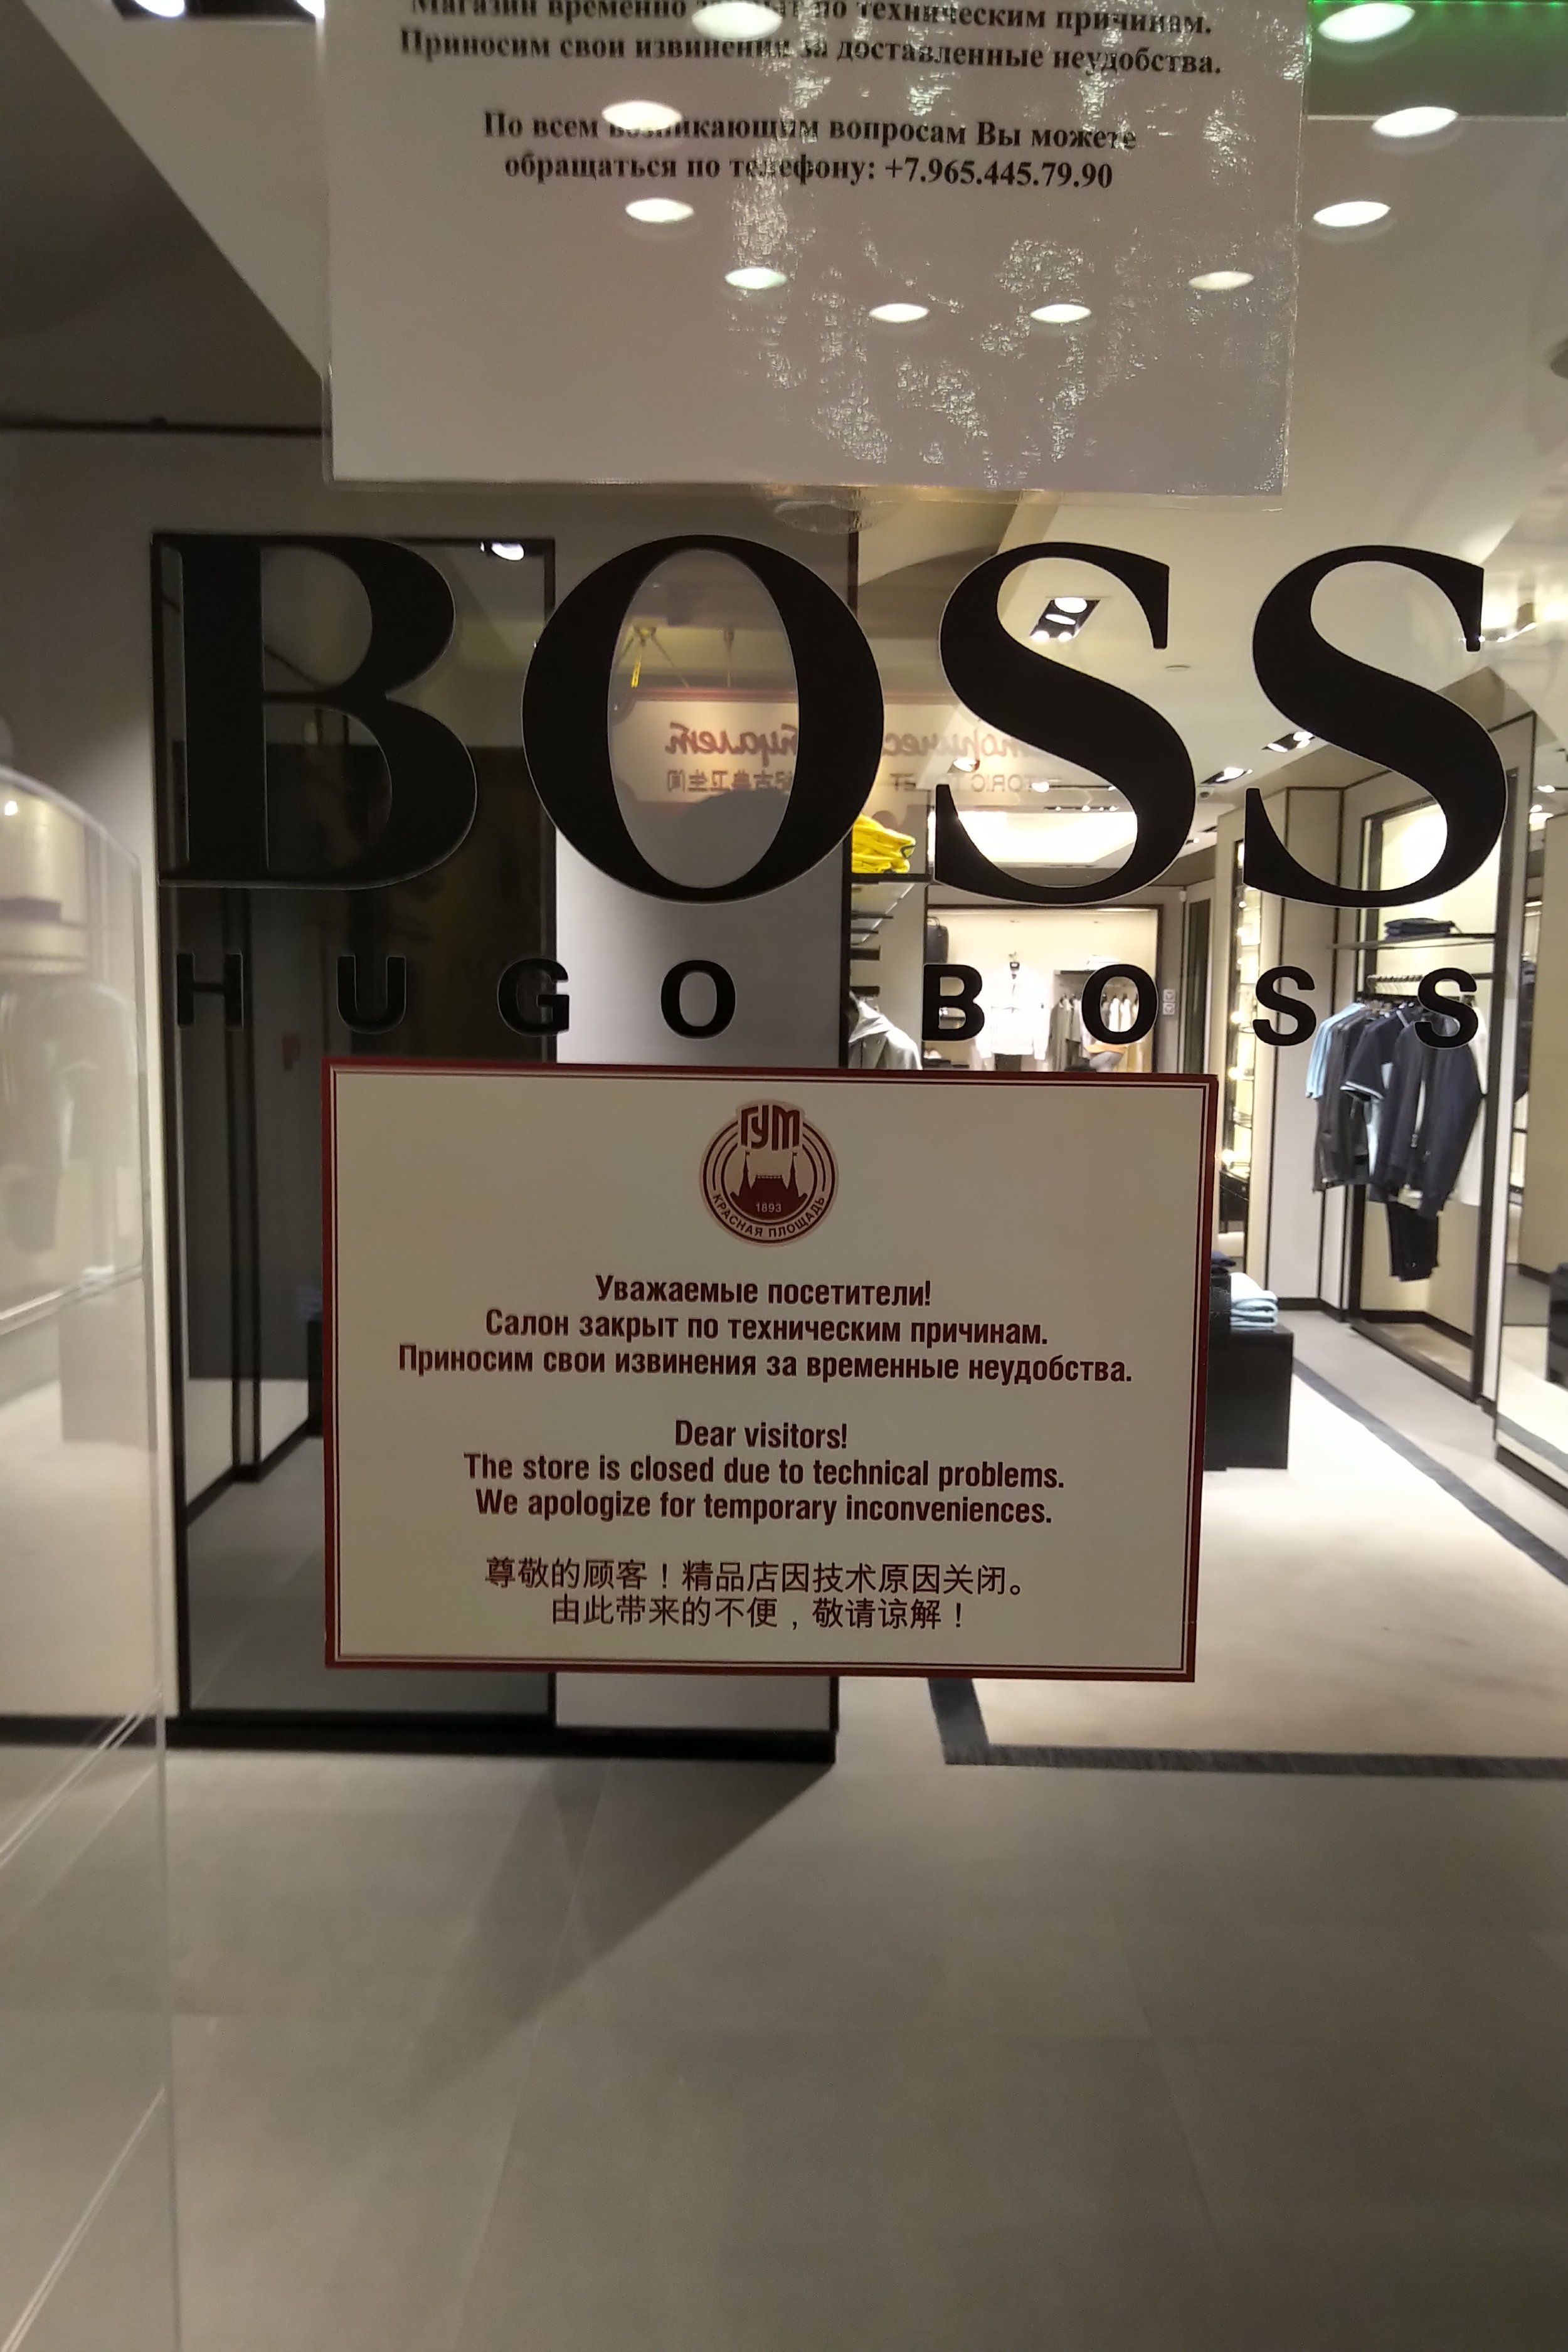 Магазин временно закрыт по техническим причинам.
Приносим свои извинения за доставленные неудобства.
По всем возникающим вопросам Вы можете
обращаться по телефону: +7.965.445.79.90
BOSS
туалет
HUGO BOSS
ГУМ
1893
КРАСНАЯ ПЛОЩАДЬ
Уважаемые посетители!
Салон закрыт по техническим причинам.
Приносим свои извинения за временные неудобства.
Dear visitors!
The store is closed due to technical problems.
We apologize for temporary inconveniences.
尊敬的顾客！精品店因技术原因关闭。
由此带来的不便，敬请谅解！